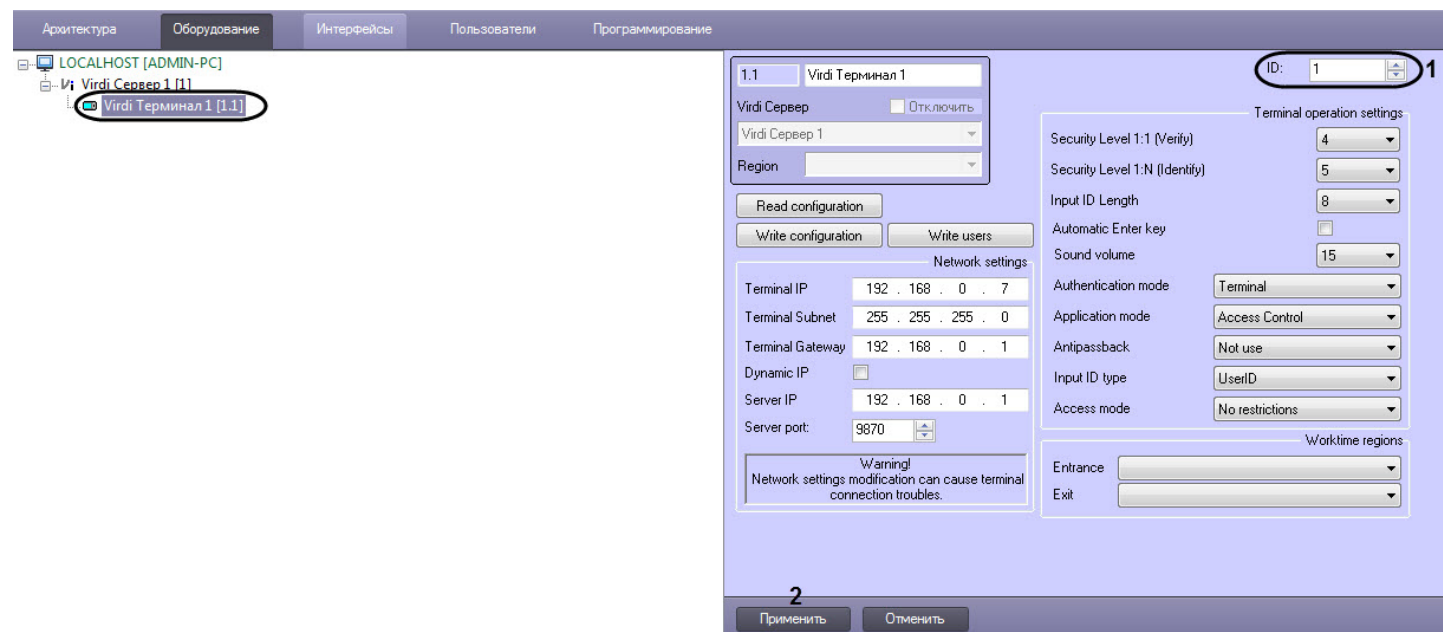 Архитектура Оборудование Интерфейсы Пользователи Программирование
LOCALHOST [ADMIN-PC]
Virdi Сервер 1 [1]
Virdi Терминал 1 [1.1]
1.1 Virdi Терминал 1
Virdi Сервер Отключить
Virdi Сервер 1
Region
Read configuration
Write configuration Write users
Network settings
Terminal IP 192 . 168 . 0 . 7
Terminal Subnet 255 . 255 . 255 . 0
Terminal Gateway 192 . 168 . 0 . 1
Dynamic IP
Server IP 192 . 168 . 0 . 1
Server port: 9870
Warning!
Network settings modification can cause terminal
connection troubles.
ID: 1 1
Terminal operation settings
Security Level 1:1 (Verify) 4
Security Level 1:N (Identify) 5
Input ID Length 8
Automatic Enter key
Sound volume 15
Authentication mode Terminal
Application mode Access Control
Antipassback Not use
Input ID type UserID
Access mode No restrictions
Worktime regions
Entrance
Exit
2
Применить Отменить